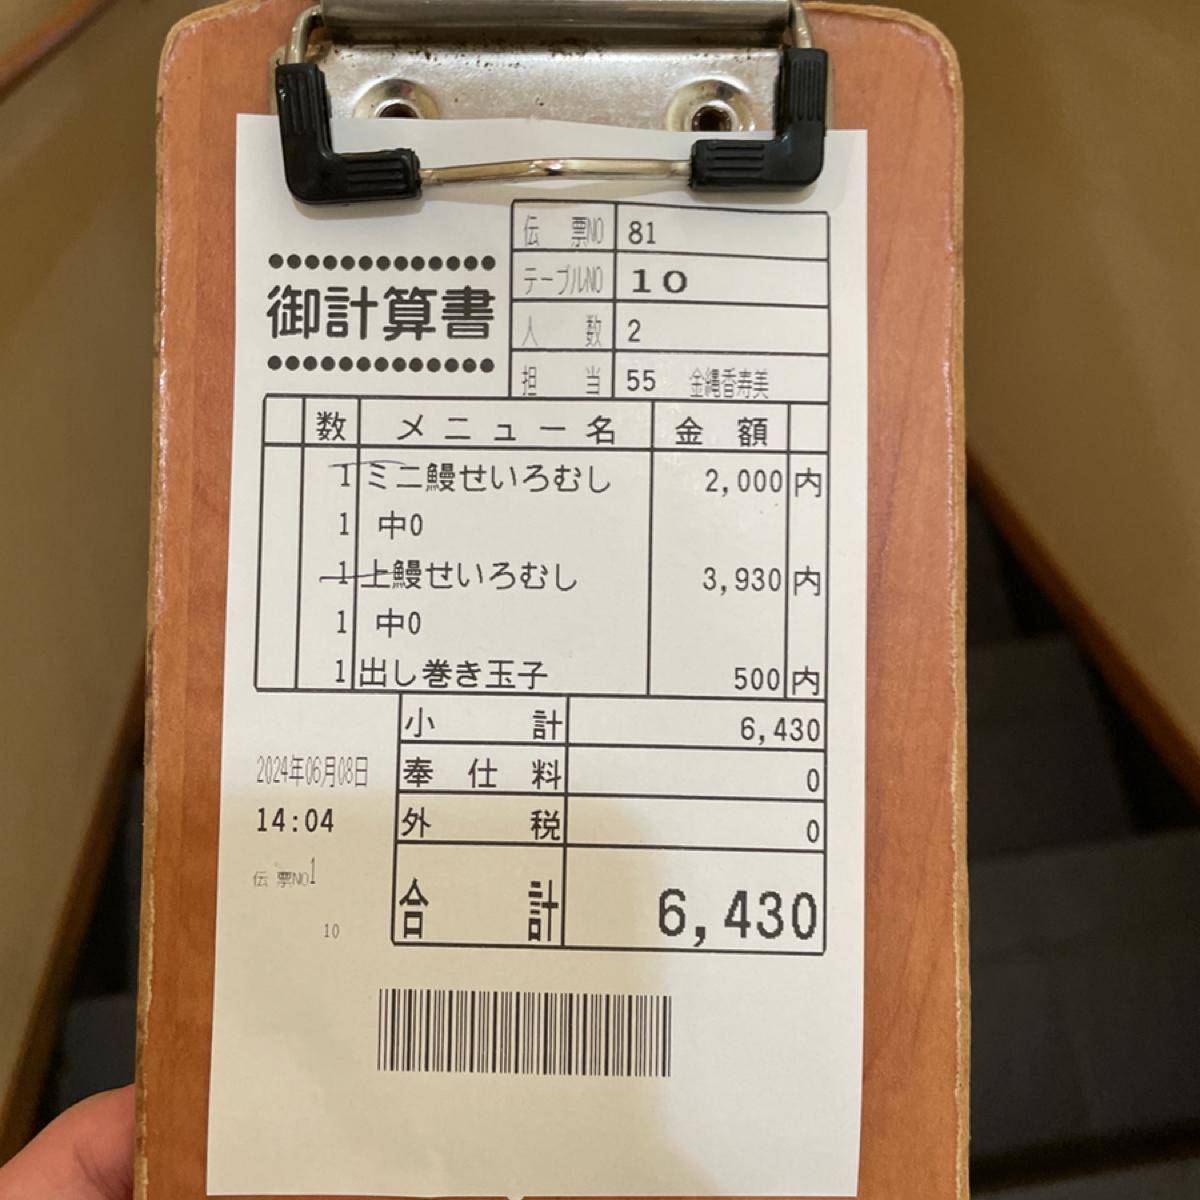 伝票NO 81
テーブルNO 10
御計算書
人数 2
担当 55 金縄香寿美
数 メニュー名 金額
1 ミニ鰻せいろむし 2,000 内
1 中0
1 上鰻せいろむし 3,930 内
1 中0
1 出し巻き玉子 500 内
小計 6,430
2024年06月08日
奉仕料 0
14:04
外税 0
伝票NO1
合計 6,430
10